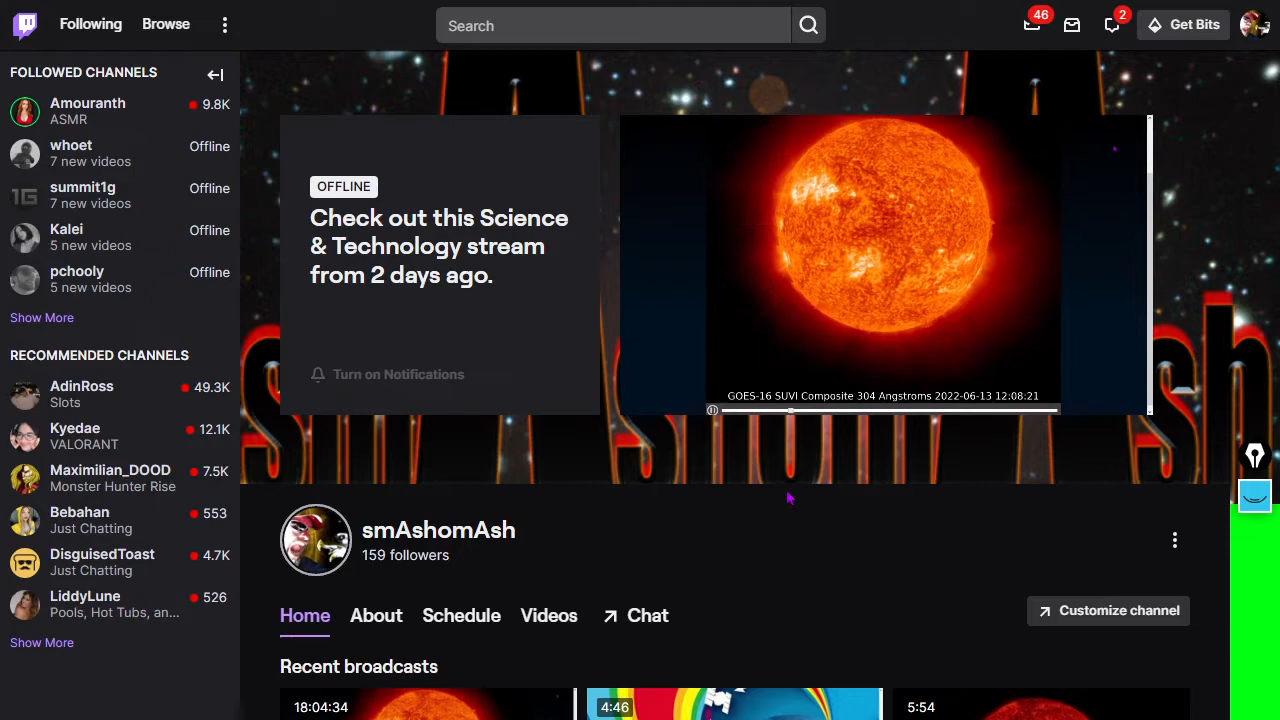 Following
Browse
Search
46
2
Get Bits
FOLLOWED CHANNELS
Amouranth
9.8K
ASMR
whoet
Offline
7 new videos
summit1g
Offline
7 new videos
Kalei
Offline
5 new videos
pchooly
Offline
5 new videos
Show More
RECOMMENDED CHANNELS
AdinRoss
49.3K
Slots
Kyedae
12.1K
VALORANT
Maximilian_DOOD
7.5K
Monster Hunter Rise
Bebahan
553
Just Chatting
DisguisedToast
4.7K
Just Chatting
LiddyLune
526
Pools, Hot Tubs, an...
Show More
OFFLINE
Check out this Science
& Technology stream
from 2 days ago.
Turn on Notifications
GOES-16 SUVI Composite 304 Angstroms 2022-06-13 12:08:21
smAshomAsh
159 followers
Home
About
Schedule
Videos
Chat
Customize channel
Recent broadcasts
18:04:34
4:46
5:54